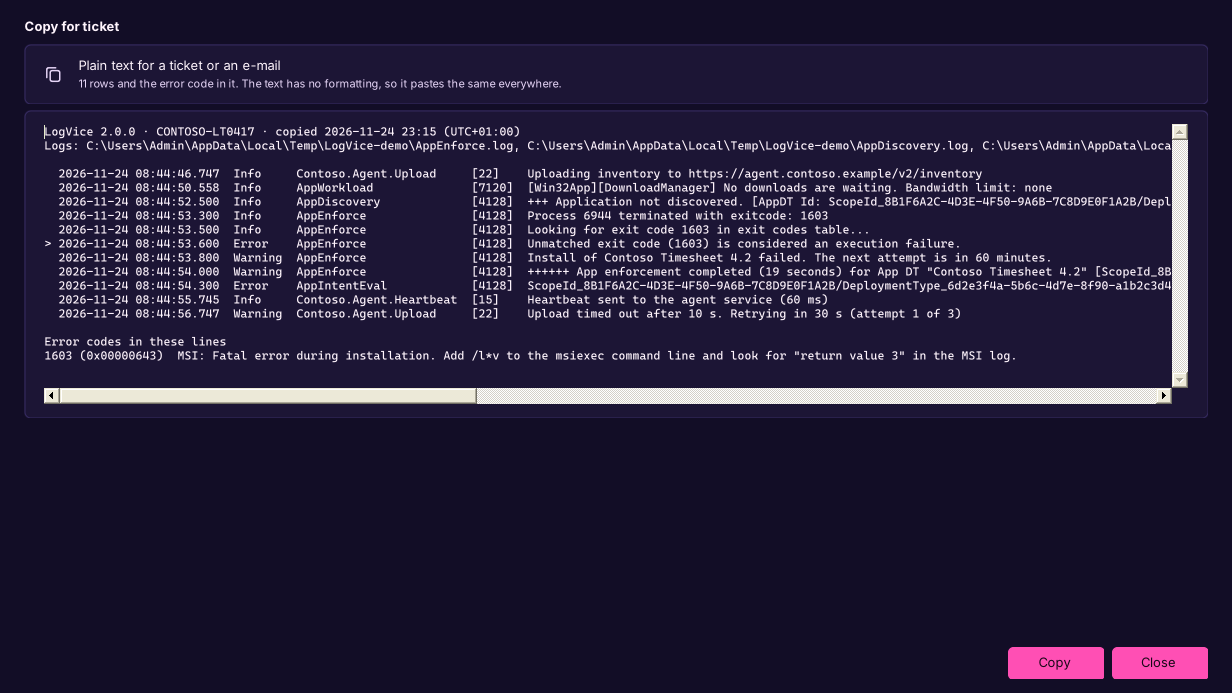 Copy for ticket
Plain text for a ticket or an e-mail
11 rows and the error code in it. The text has no formatting, so it pastes the same everywhere.
LogVice 2.0.0 · CONTOSO-LT0417 · copied 2026-11-24 23:15 (UTC+01:00)
Logs: C:\Users\Admin\AppData\Local\Temp\LogVice-demo\AppEnforce.log, C:\Users\Admin\AppData\Local\Temp\LogVice-demo\AppDiscovery.log, C:\Users\Admin\AppData\Loca
2026-11-24 08:44:46.747 Info Contoso.Agent.Upload [22] Uploading inventory to https://agent.contoso.example/v2/inventory
2026-11-24 08:44:50.558 Info AppWorkload [7120] [Win32App][DownloadManager] No downloads are waiting. Bandwidth limit: none
2026-11-24 08:44:52.500 Info AppDiscovery [4128] +++ Application not discovered. [AppDT Id: ScopeId_8B1F6A2C-4D3E-4F50-9A6B-7C8D9E0F1A2B/Depl
2026-11-24 08:44:53.300 Info AppEnforce [4128] Process 6944 terminated with exitcode: 1603
2026-11-24 08:44:53.500 Info AppEnforce [4128] Looking for exit code 1603 in exit codes table...
> 2026-11-24 08:44:53.600 Error AppEnforce [4128] Unmatched exit code (1603) is considered an execution failure.
2026-11-24 08:44:53.800 Warning AppEnforce [4128] Install of Contoso Timesheet 4.2 failed. The next attempt is in 60 minutes.
2026-11-24 08:44:54.000 Warning AppEnforce [4128] ++++++ App enforcement completed (19 seconds) for App DT "Contoso Timesheet 4.2" [ScopeId_8B
2026-11-24 08:44:54.300 Error AppIntentEval [4128] ScopeId_8B1F6A2C-4D3E-4F50-9A6B-7C8D9E0F1A2B/DeploymentType_6d2e3f4a-5b6c-4d7e-8f90-a1b2c3d4
2026-11-24 08:44:55.745 Info Contoso.Agent.Heartbeat [15] Heartbeat sent to the agent service (60 ms)
2026-11-24 08:44:56.747 Warning Contoso.Agent.Upload [22] Upload timed out after 10 s. Retrying in 30 s (attempt 1 of 3)
Error codes in these lines
1603 (0x00000643) MSI: Fatal error during installation. Add /l*v to the msiexec command line and look for "return value 3" in the MSI log.
Copy
Close